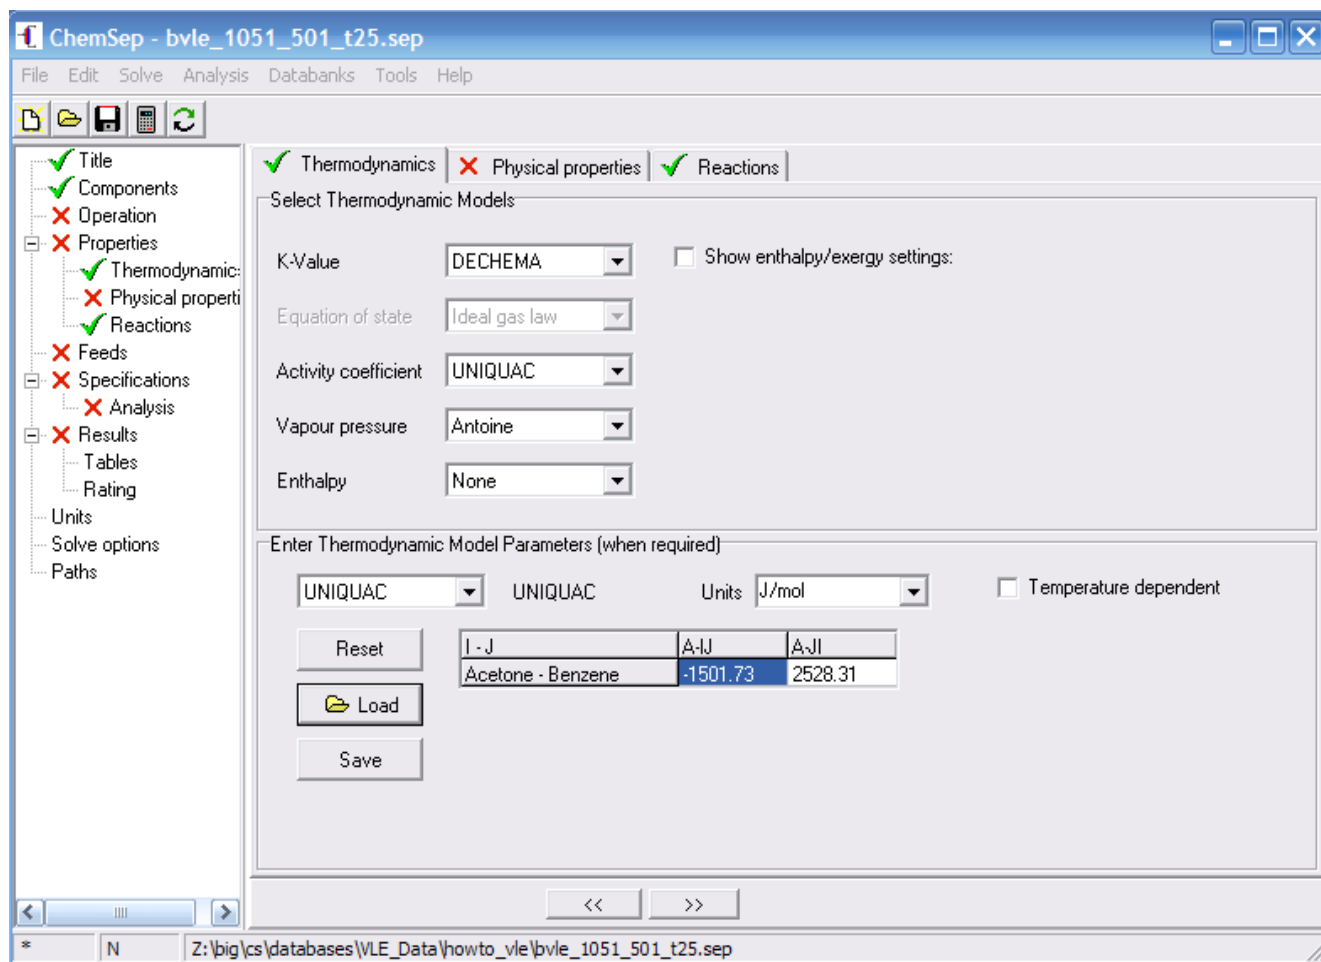 ChemSep - bvle_1051_501_t25.sep
File Edit Solve Analysis Databanks Tools Help
Title
Components
Operation
Properties
Thermodynamic:
Physical properti
Reactions
Feeds
Specifications
Analysis
Results
Tables
Rating
Units
Solve options
Paths
Thermodynamics Physical properties Reactions
Select Thermodynamic Models
K-Value DECHEMA Show enthalpy/exergy settings:
Equation of state Ideal gas law
Activity coefficient UNIQUAC
Vapour pressure Antoine
Enthalpy None
Enter Thermodynamic Model Parameters (when required)
UNIQUAC UNIQUAC Units J/mol Temperature dependent
Reset
Load
Save
I - J A-IJ A-JI
Acetone - Benzene -1501.73 2528.31
<< >>
* N Z:\big\cs\databases\VLE_Data\howto_vle\bvle_1051_501_t25.sep